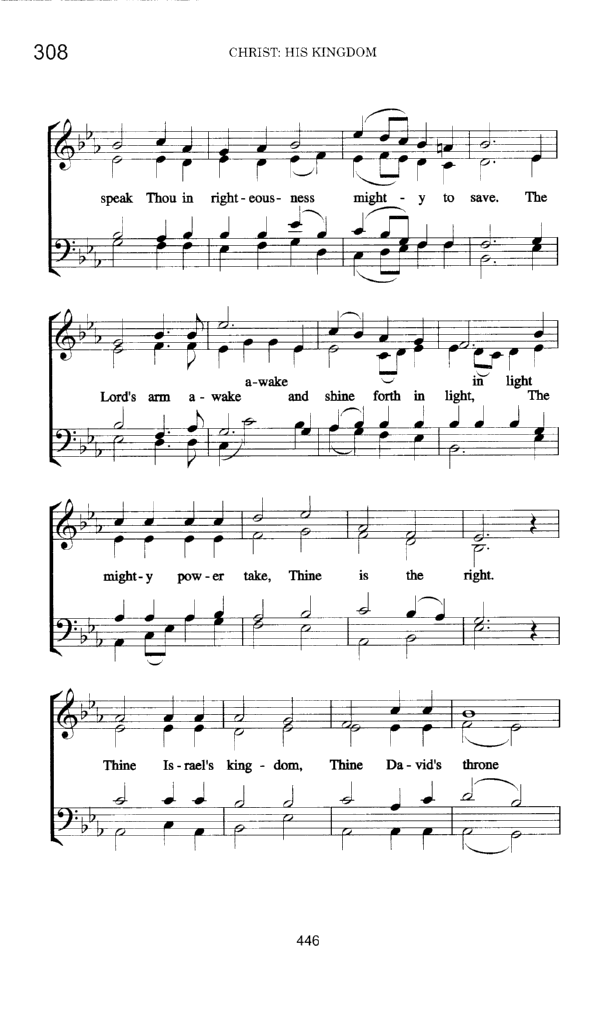 308
CHRIST: HIS KINGDOM
speak Thou in right-eous-ness might-y to save. The
a-wake in light
Lord's arm a-wake and shine forth in light, The
might-y pow-er take, Thine is the right.
Thine Is-rael's king-dom, Thine Da-vid's throne
446